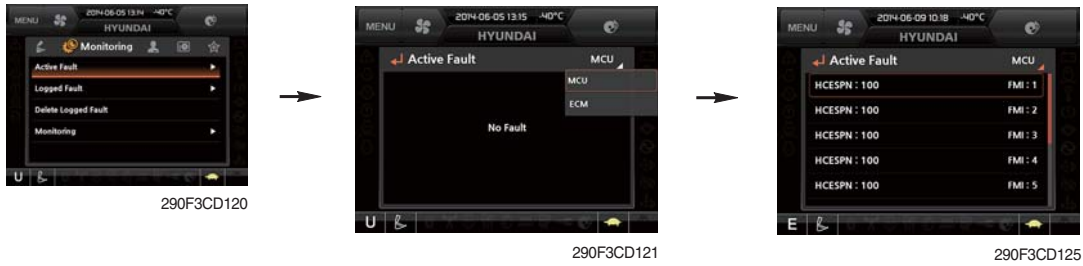 MENU
2014-06-05 13:14 -40°C
HYUNDAI
Monitoring
Active Fault
Logged Fault
Delete Logged Fault
Monitoring
U
290F3CD120
MENU
2014-06-05 13:15 -40°C
HYUNDAI
Active Fault MCU
MCU
ECM
No Fault
U
290F3CD121
MENU
2014-06-09 10:18 -40°C
HYUNDAI
Active Fault MCU
HCESPN : 100 FMI : 1
HCESPN : 100 FMI : 2
HCESPN : 100 FMI : 3
HCESPN : 100 FMI : 4
HCESPN : 100 FMI : 5
E
290F3CD125